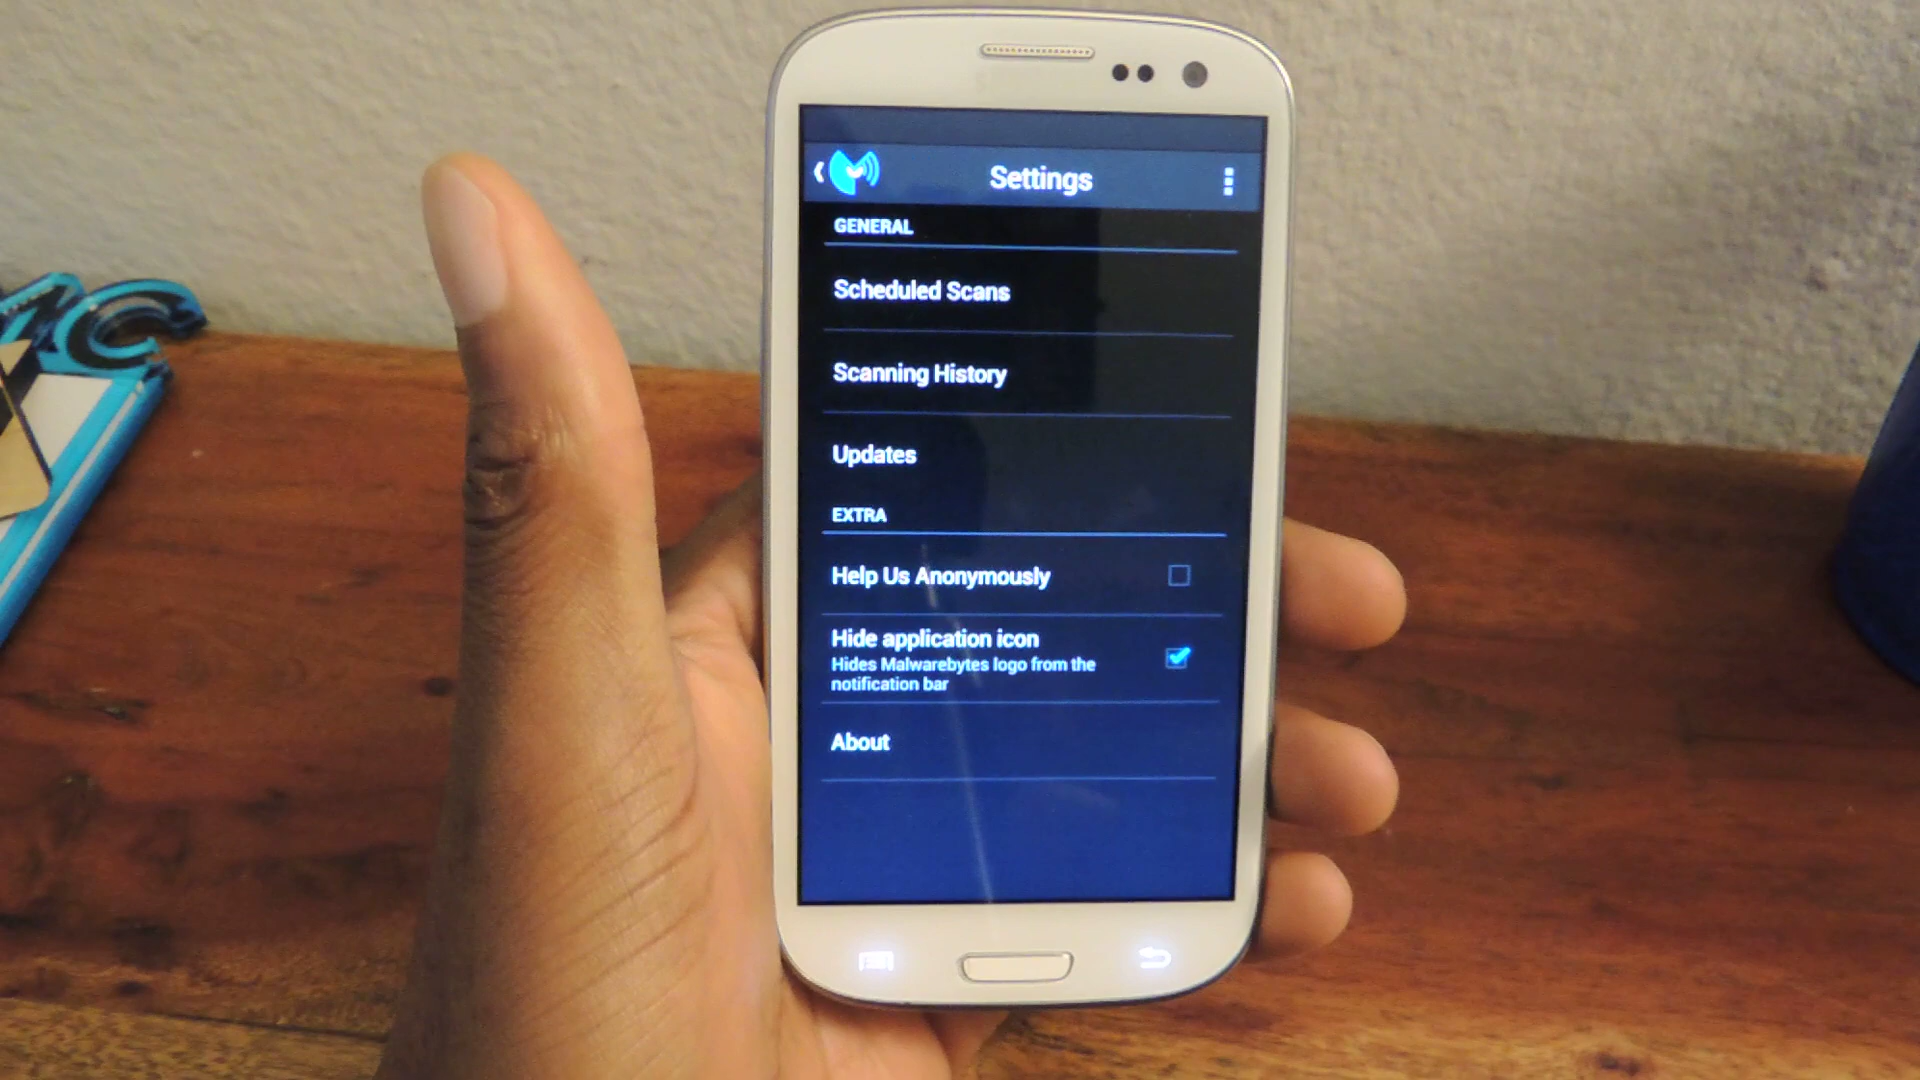 Settings
GENERAL
Scheduled Scans
Scanning History
Updates
EXTRA
Help Us Anonymously
Hide application icon
Hides Malwarebytes logo from the
notification bar
About